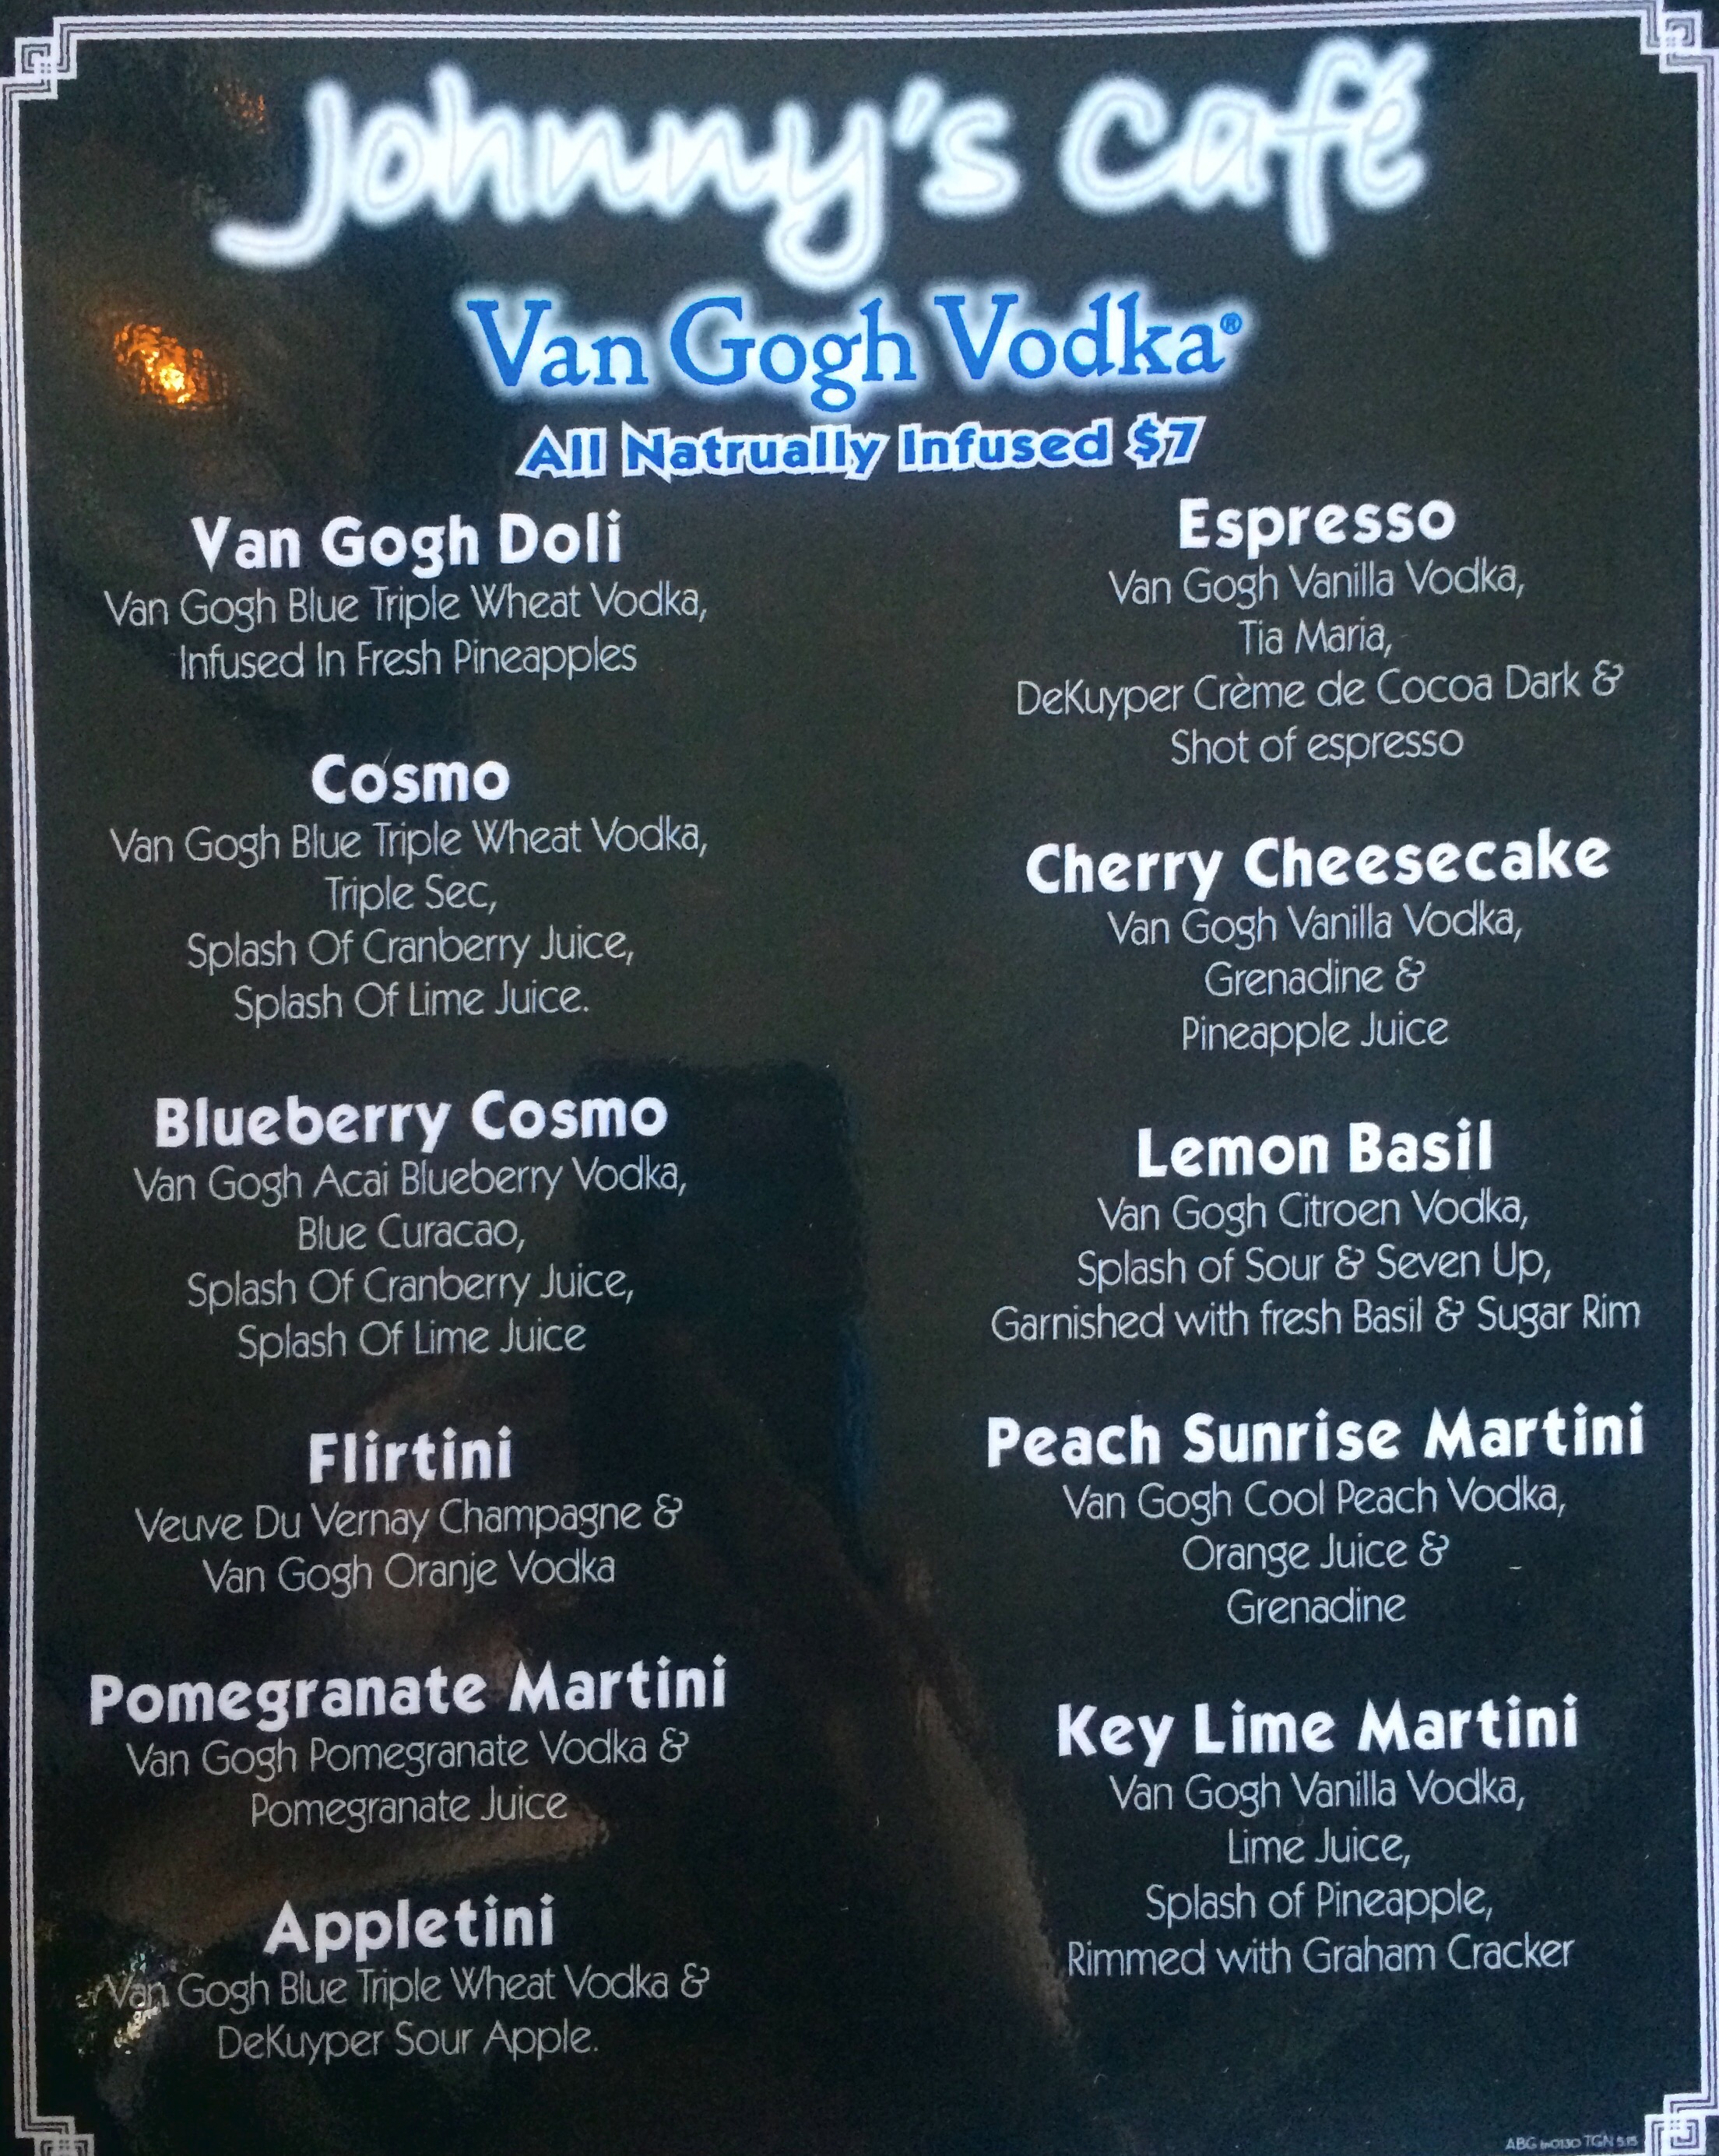 Johnny's Café
Van Gogh Vodka®
All Natrually Infused $7
Van Gogh Doli
Van Gogh Blue Triple Wheat Vodka,
Infused In Fresh Pineapples
Cosmo
Van Gogh Blue Triple Wheat Vodka,
Triple Sec,
Splash Of Cranberry Juice,
Splash Of Lime Juice.
Blueberry Cosmo
Van Gogh Acai Blueberry Vodka,
Blue Curacao,
Splash Of Cranberry Juice,
Splash Of Lime Juice
Flirtini
Veuve Du Vernay Champagne &
Van Gogh Oranje Vodka
Pomegranate Martini
Van Gogh Pomegranate Vodka &
Pomegranate Juice
Appletini
Van Gogh Blue Triple Wheat Vodka &
DeKuyper Sour Apple.
Espresso
Van Gogh Vanilla Vodka,
Tia Maria,
DeKuyper Crème de Cocoa Dark &
Shot of espresso
Cherry Cheesecake
Van Gogh Vanilla Vodka,
Grenadine &
Pineapple Juice
Lemon Basil
Van Gogh Citroen Vodka,
Splash of Sour & Seven Up,
Garnished with fresh Basil & Sugar Rim
Peach Sunrise Martini
Van Gogh Cool Peach Vodka,
Orange Juice &
Grenadine
Key Lime Martini
Van Gogh Vanilla Vodka,
Lime Juice,
Splash of Pineapple,
Rimmed with Graham Cracker
ABG TGN